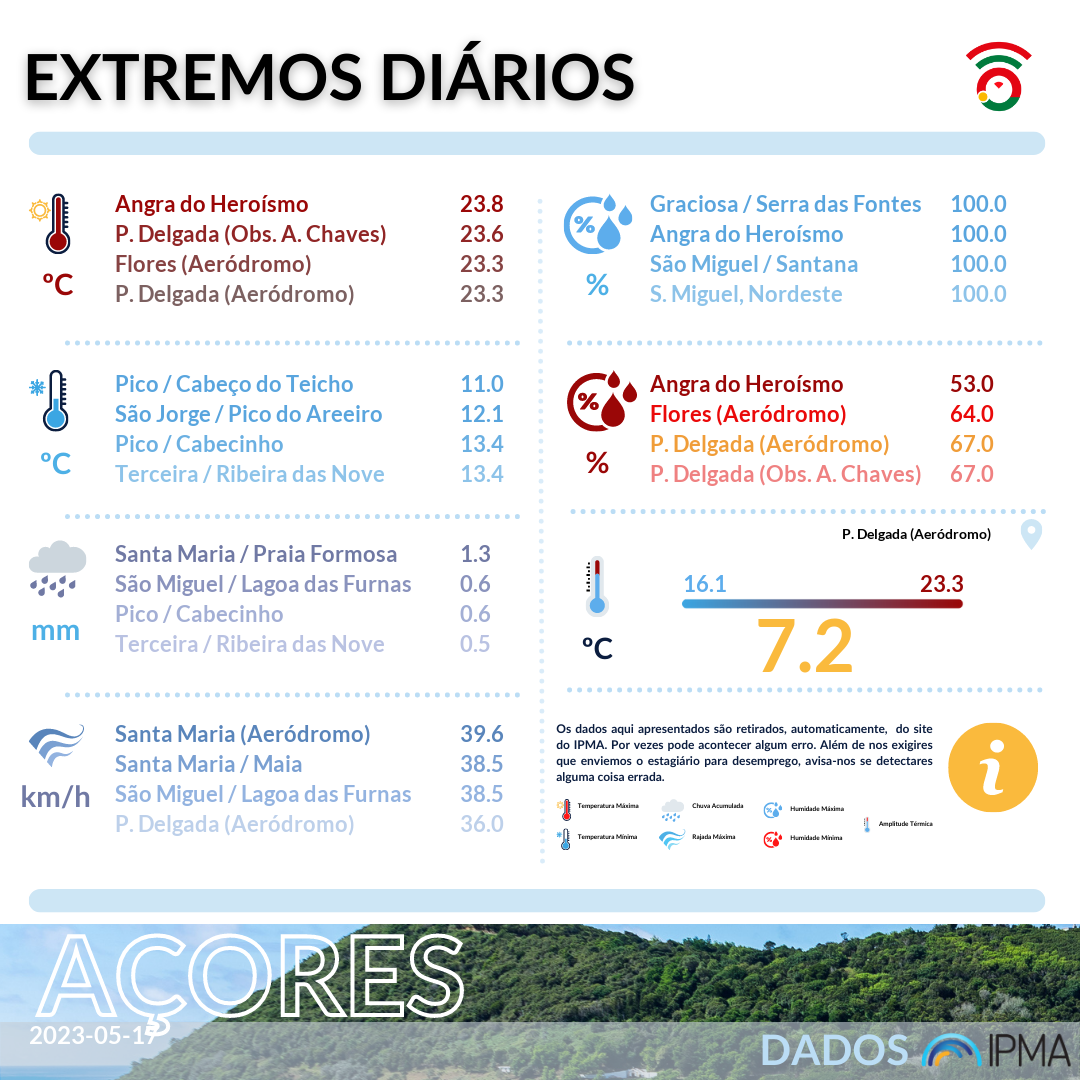 EXTREMOS DIÁRIOS
Angra do Heroísmo 23.8
P. Delgada (Obs. A. Chaves) 23.6
Flores (Aeródromo) 23.3
P. Delgada (Aeródromo) 23.3
ºC
Pico / Cabeço do Teicho 11.0
São Jorge / Pico do Areeiro 12.1
Pico / Cabecinho 13.4
Terceira / Ribeira das Nove 13.4
ºC
Santa Maria / Praia Formosa 1.3
São Miguel / Lagoa das Furnas 0.6
Pico / Cabecinho 0.6
Terceira / Ribeira das Nove 0.5
mm
Santa Maria (Aeródromo) 39.6
Santa Maria / Maia 38.5
São Miguel / Lagoa das Furnas 38.5
P. Delgada (Aeródromo) 36.0
km/h
Graciosa / Serra das Fontes 100.0
Angra do Heroísmo 100.0
São Miguel / Santana 100.0
S. Miguel, Nordeste 100.0
%
%
Angra do Heroísmo 53.0
Flores (Aeródromo) 64.0
P. Delgada (Aeródromo) 67.0
P. Delgada (Obs. A. Chaves) 67.0
%
%
P. Delgada (Aeródromo)
16.1 23.3
7.2
ºC
Os dados aqui apresentados são retirados, automaticamente, do site
do IPMA. Por vezes pode acontecer algum erro. Além de nos exigires
que enviemos o estagiário para desemprego, avisa-nos se detectares
alguma coisa errada.
i
Temperatura Máxima Chuva Acumulada Humidade Máxima
Amplitude Térmica
Temperatura Mínima Rajada Máxima Humidade Mínima
AÇORES
2023-05-17
DADOS IPMA